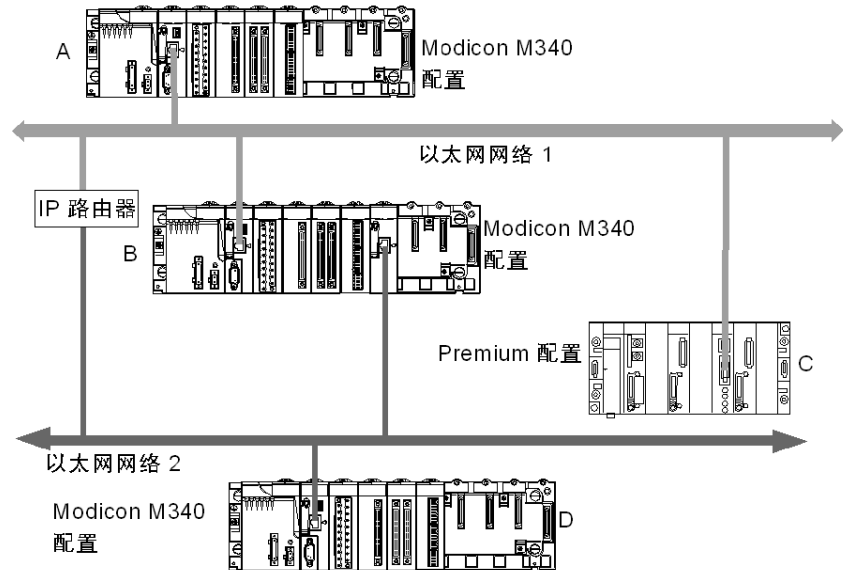 A
Modicon M340
配置
以太网网络 1
IP 路由器
B
Modicon M340
配置
Premium 配置
C
以太网网络 2
Modicon M340
配置
D